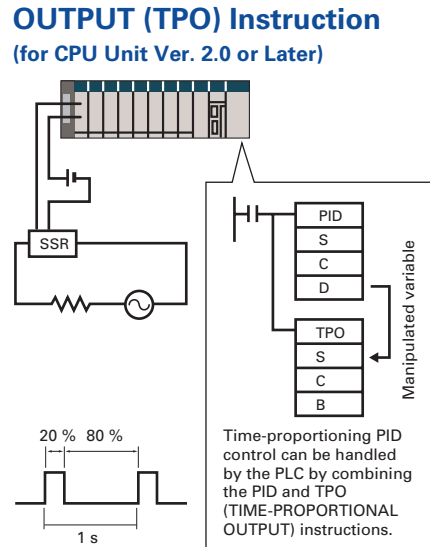 OUTPUT (TPO) Instruction
(for CPU Unit Ver. 2.0 or Later)
SSR
PID
S
C
D
Manipulated variable
TPO
S
C
B
20 % 80 %
1 s
Time-proportioning PID
control can be handled
by the PLC by combining
the PID and TPO
(TIME-PROPORTIONAL
OUTPUT) instructions.